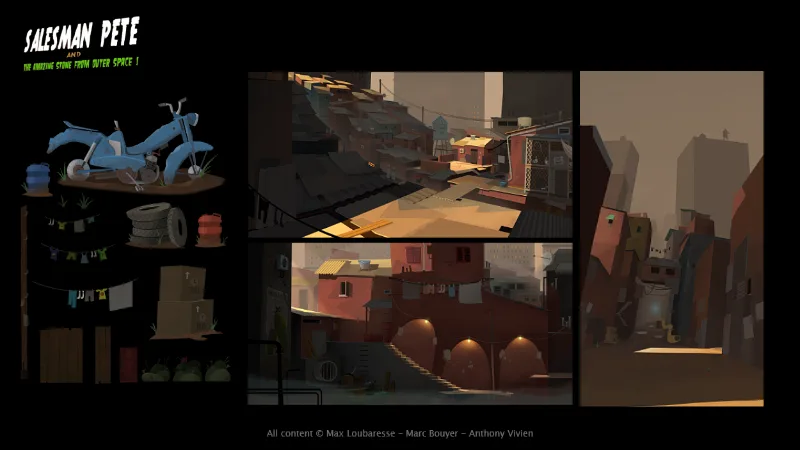 SALESMAN PETE
AND
THE AMAZING STONE FROM OUTER SPACE !
All content © Max Loubaresse – Marc Bouyer – Anthony Vivien